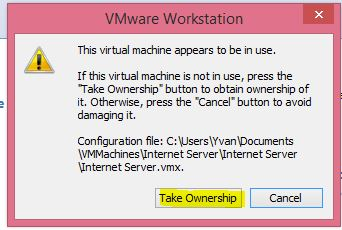 VMware Workstation
This virtual machine appears to be in use.
If this virtual machine is not in use, press the
"Take Ownership" button to obtain ownership of
it. Otherwise, press the "Cancel" button to avoid
damaging it.
Configuration file: C:\Users\Yvan\Documents
\VMMachines\Internet Server\Internet Server
\Internet Server.vmx.
Take Ownership
Cancel